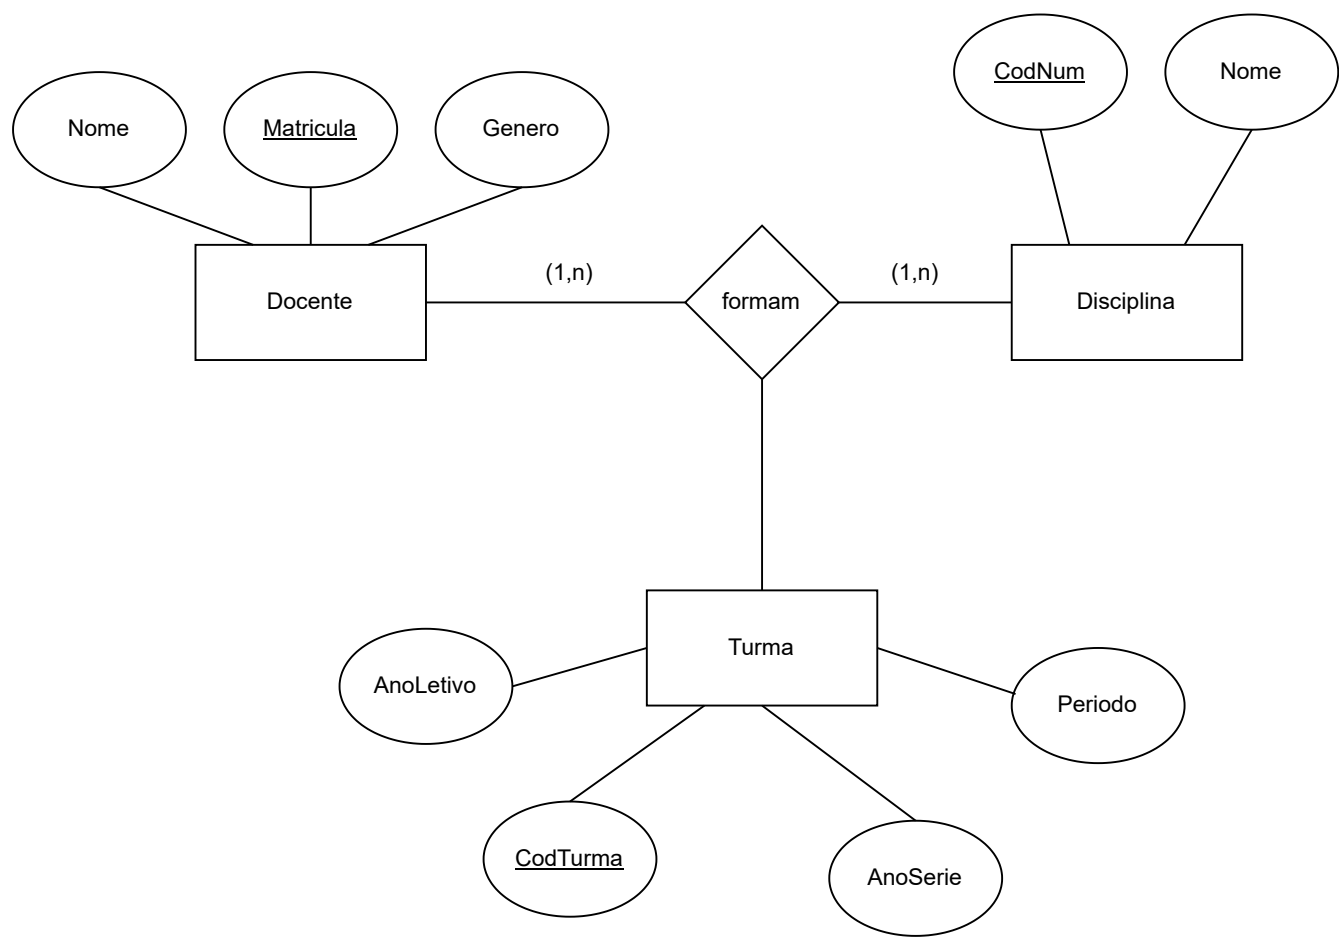 CodNum
Nome
Nome
Matricula
Genero
(1,n)
(1,n)
Docente
formam
Disciplina
Turma
AnoLetivo
Periodo
CodTurma
AnoSerie